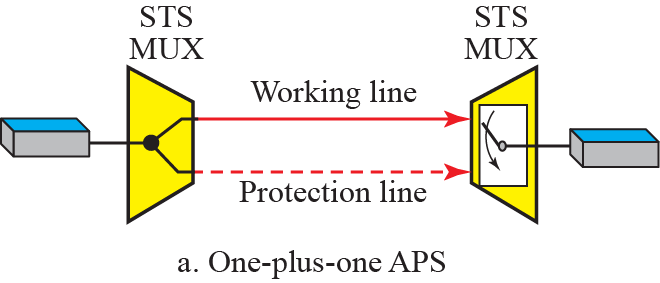 STS
MUX
STS
MUX
Working line
Protection line
a. One-plus-one APS